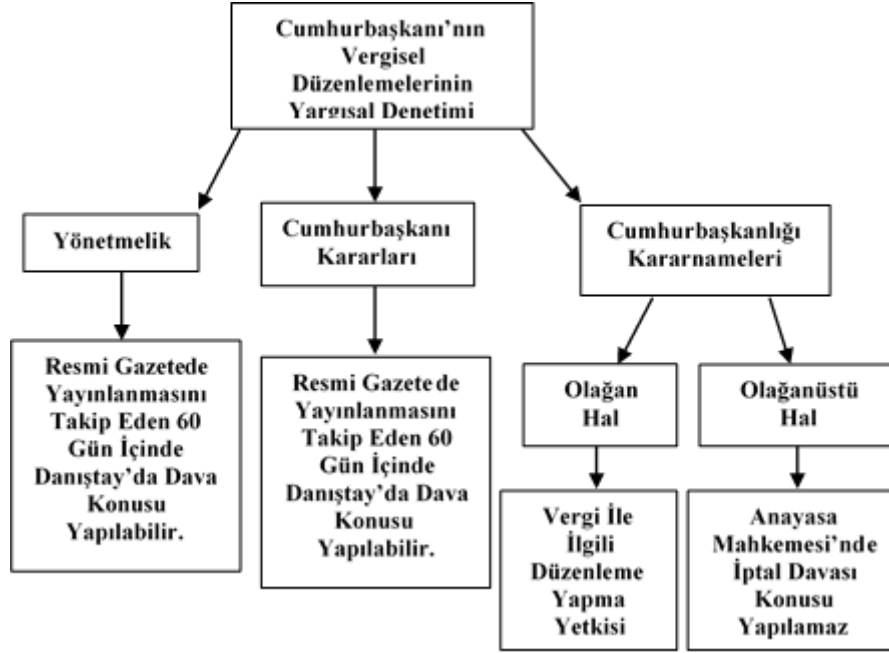 Cumhurbaşkanı’nın
Vergisel
Düzenlemelerinin
Yargısal Denetimi
Yönetmelik
Cumhurbaşkanı
Kararları
Cumhurbaşkanlığı
Kararnameleri
Resmi Gazetede
Yayınlanmasını
Takip Eden 60
Gün İçinde
Danıştay’da Dava
Konusu
Yapılabilir.
Resmi Gazetede
Yayınlanmasını
Takip Eden 60
Gün İçinde
Danıştay’da Dava
Konusu
Yapılabilir.
Olağan
Hal
Olağanüstü
Hal
Vergi İle
İlgili
Düzenleme
Yapma
Yetkisi
Anayasa
Mahkemesi’nde
İptal Davası
Konusu
Yapılamaz